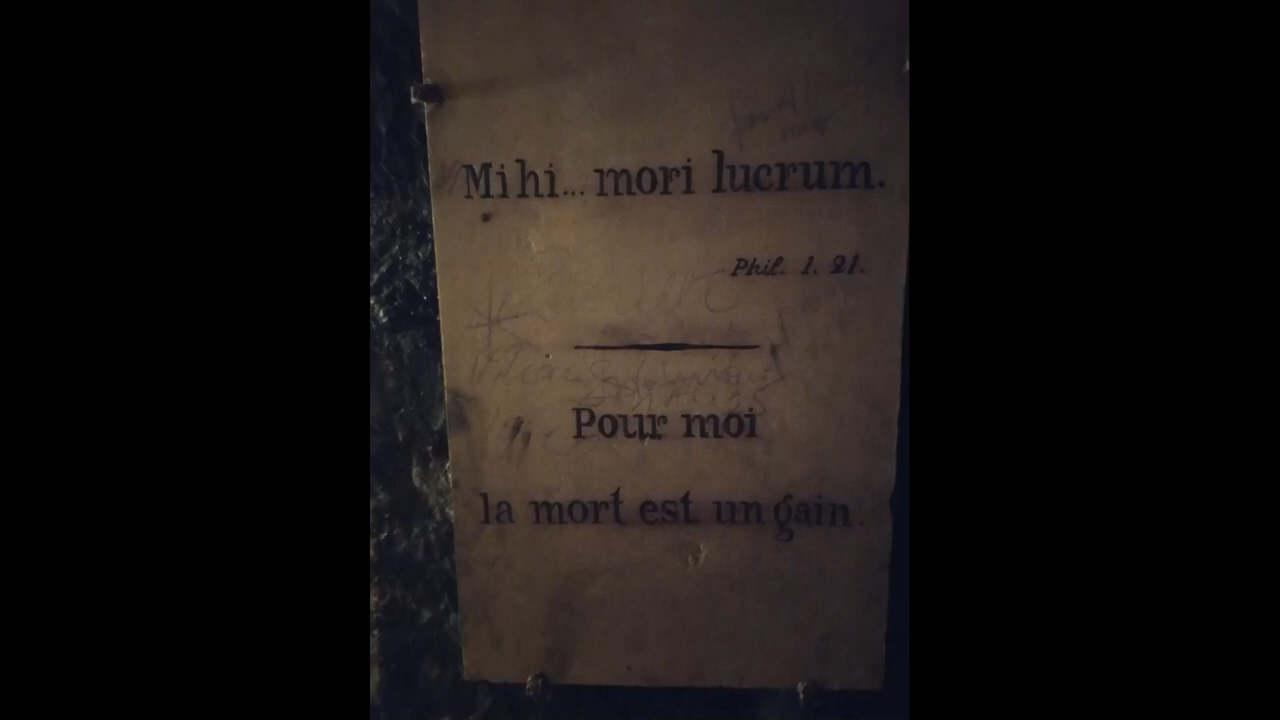 Mihi... mori lucrum.
Phil. 1. 21.
Pour moi
la mort est un gain.